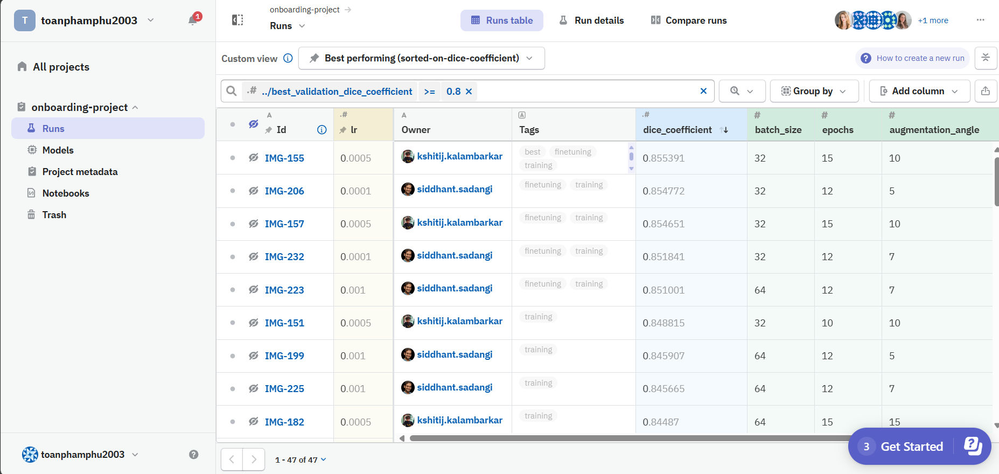 T toanphamphu2003 1
onboarding-project
Runs
Runs table Run details Compare runs
+1 more
Custom view Best performing (sorted-on-dice-coefficient)
How to create a new run
.# ../best_validation_dice_coefficient >= 0.8
Group by
Add column
All projects
onboarding-project
Runs
Models
Project metadata
Notebooks
Trash
A .# A A .# # # #
Id lr Owner Tags dice_coefficient batch_size epochs augmentation_angle
IMG-155 0.0005 kshitij.kalambarkar best finetuning training 0.855391 32 15 10
IMG-206 0.0001 siddhant.sadangi finetuning training 0.854772 32 12 5
IMG-157 0.0005 kshitij.kalambarkar finetuning training 0.854651 32 15 10
IMG-232 0.0001 siddhant.sadangi finetuning training 0.851841 32 12 7
IMG-223 0.001 siddhant.sadangi finetuning training 0.851001 64 12 7
IMG-151 0.0005 kshitij.kalambarkar training 0.848815 32 10 10
IMG-199 0.001 siddhant.sadangi training 0.845907 64 12 5
IMG-225 0.001 siddhant.sadangi training 0.845665 64 12 7
IMG-182 0.0005 kshitij.kalambarkar training 0.84487 64 15 15
toanphamphu2003
1 - 47 of 47
3 Get Started